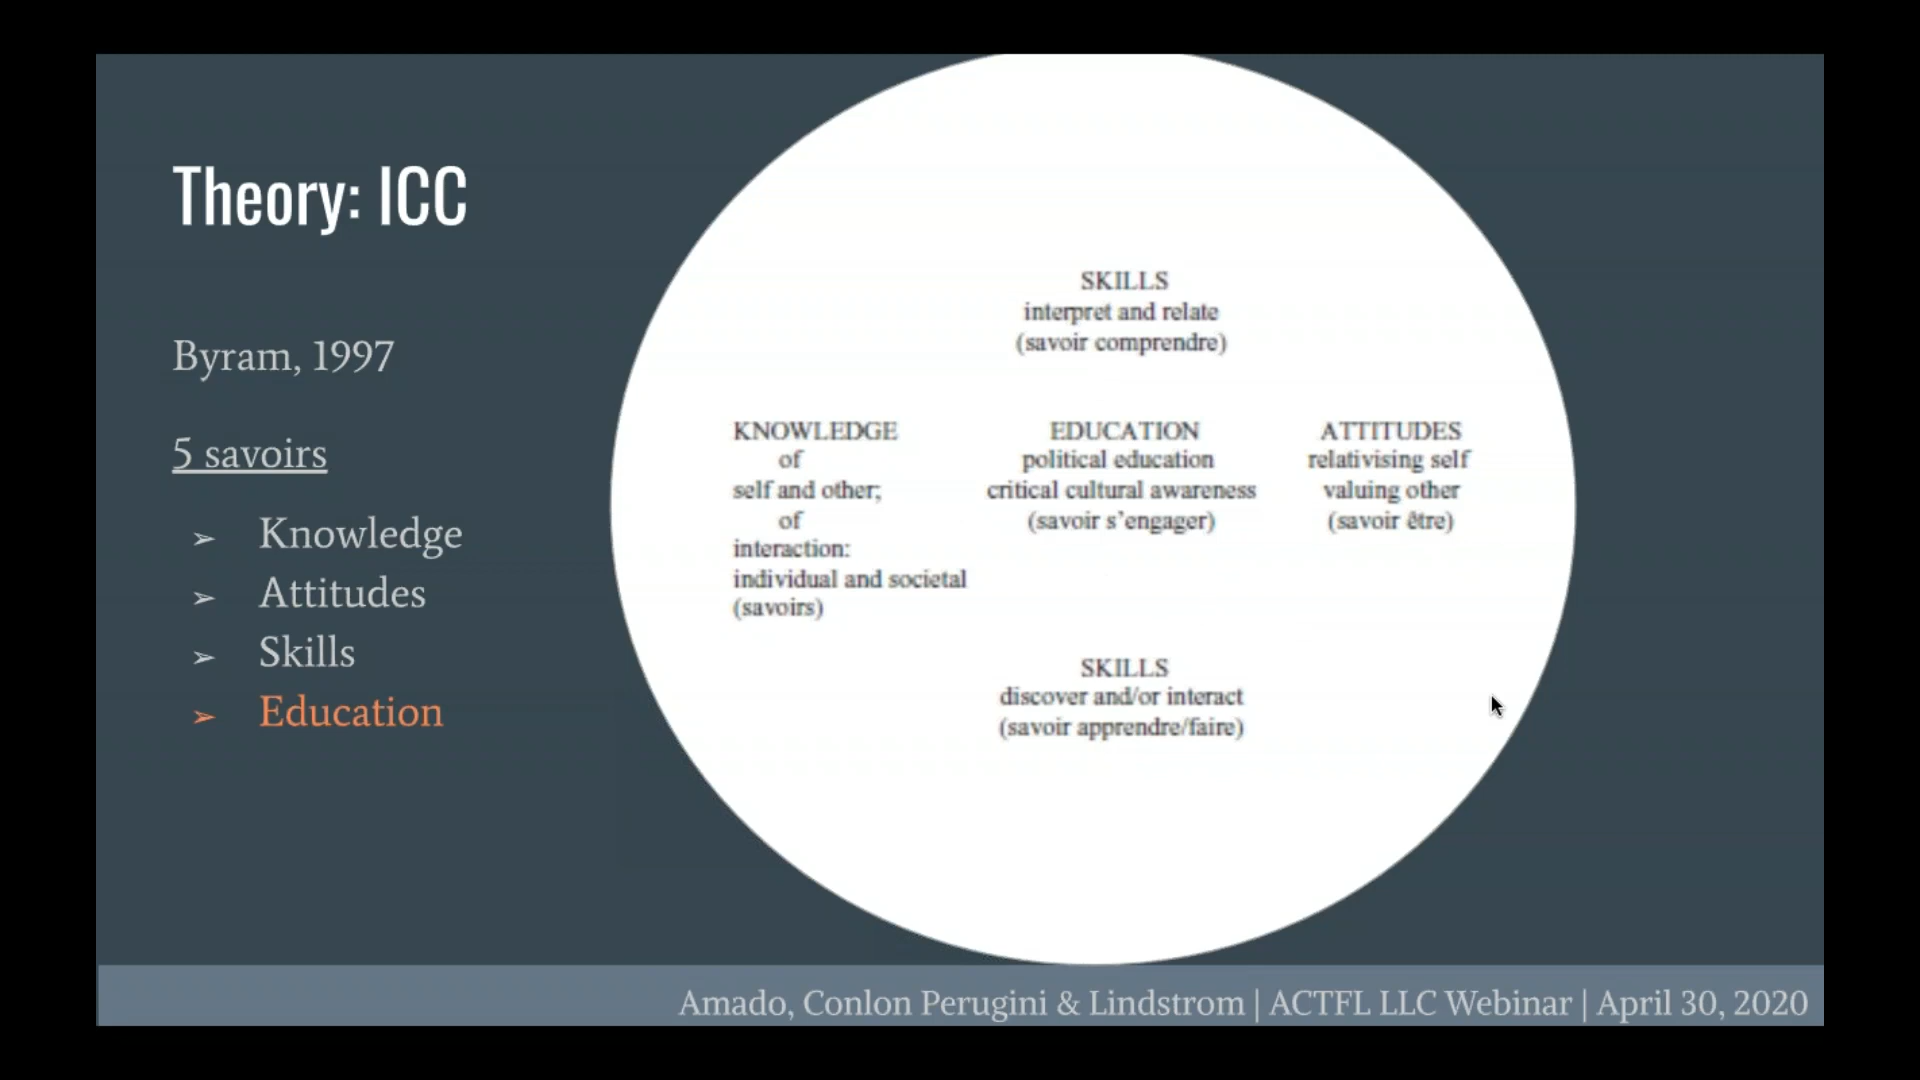 Theory: ICC
Byram, 1997
5 savoirs
➢ Knowledge
➢ Attitudes
➢ Skills
➢ Education
SKILLS
interpret and relate
(savoir comprendre)
KNOWLEDGE
of
self and other;
of
interaction:
individual and societal
(savoirs)
EDUCATION
political education
critical cultural awareness
(savoir s'engager)
ATTITUDES
relativising self
valuing other
(savoir être)
SKILLS
discover and/or interact
(savoir apprendre/faire)
Amado, Conlon Perugini & Lindstrom | ACTFL LLC Webinar | April 30, 2020